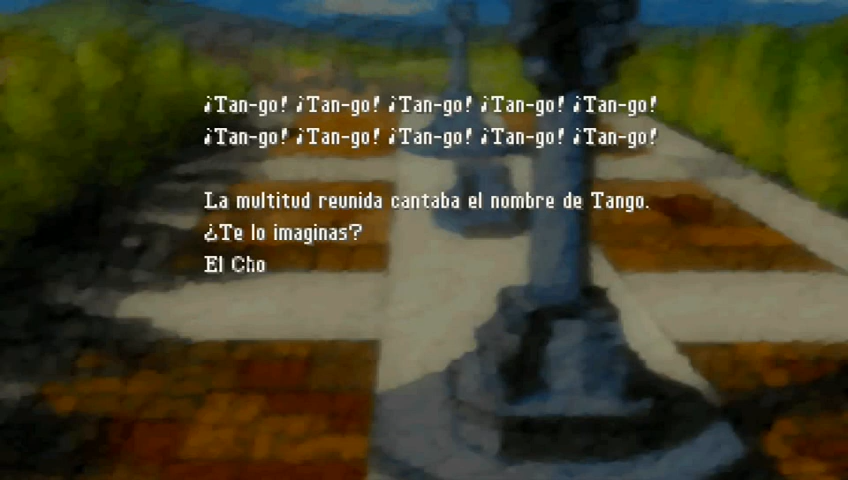 ¡Tan-go! ¡Tan-go! ¡Tan-go! ¡Tan-go! ¡Tan-go!
¡Tan-go! ¡Tan-go! ¡Tan-go! ¡Tan-go! ¡Tan-go!
La multitud reunida cantaba el nombre de Tango.
¿Te lo imaginas?
El Cho